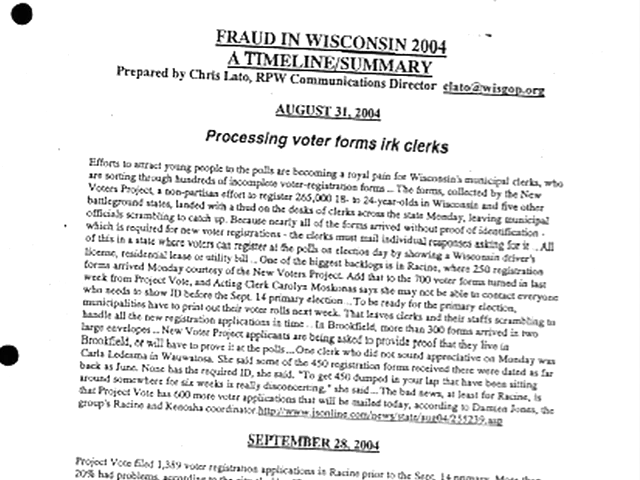 FRAUD IN WISCONSIN 2004
A TIMELINE/SUMMARY
Prepared by Chris Lato, RPW Communications Director clato@wisgop.org
AUGUST 31, 2004
Processing voter forms irk clerks
Efforts to attract young people to the polls are becoming a royal pain for Wisconsin's municipal clerks, who
are sorting through hundreds of incomplete voter-registration forms ... The forms, collected by the New
Voters Project, a non-partisan effort to register 265,000 18- to 24-year-olds in Wisconsin and five other
battleground states, landed with a thud on the desks of clerks across the state Monday, leaving municipal
officials scrambling to catch up. Because nearly all of the forms arrived without proof of identification -
which is required for new voter registrations - the clerks must mail individual responses asking for it ... All
of this in a state where voters can register at the polls on election day by showing a Wisconsin driver's
license, residential lease or utility bill ... One of the biggest backlogs is in Racine, where 250 registration
forms arrived Monday courtesy of the New Voters Project. Add that to the 700 voter forms turned in last
week from Project Vote, and Acting Clerk Carolyn Moskonas says she may not be able to contact everyone
who needs to show ID before the Sept. 14 primary election ... To be ready for the primary election,
municipalities have to print out their voter rolls next week. That leaves clerks and their staffs scrambling to
handle all the new registration applications in time ... In Brookfield, more than 300 forms arrived in two
large envelopes ... New Voter Project applicants are being asked to provide proof that they live in
Brookfield, or will have to prove it at the polls ... One clerk who did not sound appreciative on Monday was
Carla Ledesma in Wauwatosa. She said some of the 450 registration forms received there were dated as far
back as June. None has the required ID, she said. "To get 450 dumped in your lap that have been sitting
around somewhere for six weeks is really disconcerting," she said ... The bad news, at least for Racine, is
that Project Vote has 600 more voter applications that will be mailed today, according to Damien Jones, the
group's Racine and Kenosha coordinator.http://www.jsonline.com/news/state/aug04/255239.asp
SEPTEMBER 28, 2004
Project Vote filed 1,389 voter registration applications in Racine prior to the Sept. 14 primary. More than
20% had problems, according to the